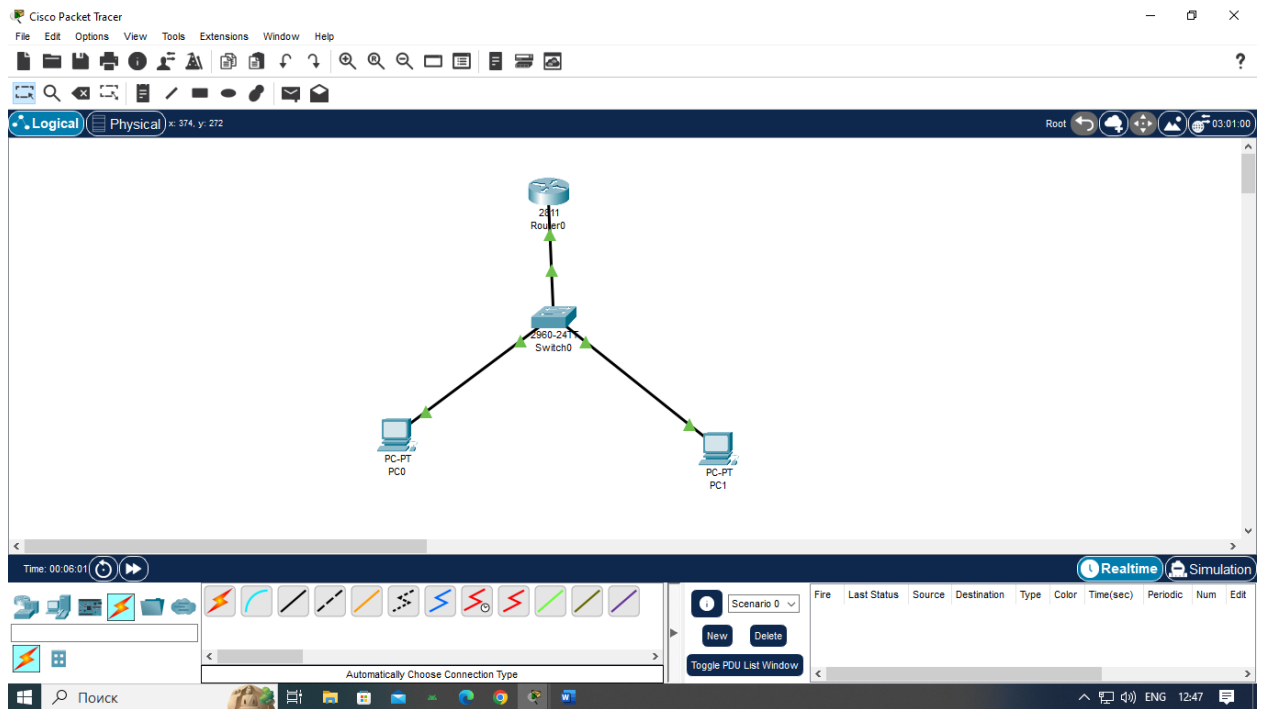 Cisco Packet Tracer
File Edit Options View Tools Extensions Window Help
?
Logical Physical x: 374, y: 272 Root 03:01:00
2811
Router0
2960-24TT
Switch0
PC-PT
PC0
PC-PT
PC1
Time: 00:06:01 Realtime Simulation
Scenario 0 Fire Last Status Source Destination Type Color Time(sec) Periodic Num Edit
New Delete
Toggle PDU List Window
Automatically Choose Connection Type
Поиск ENG 12:47